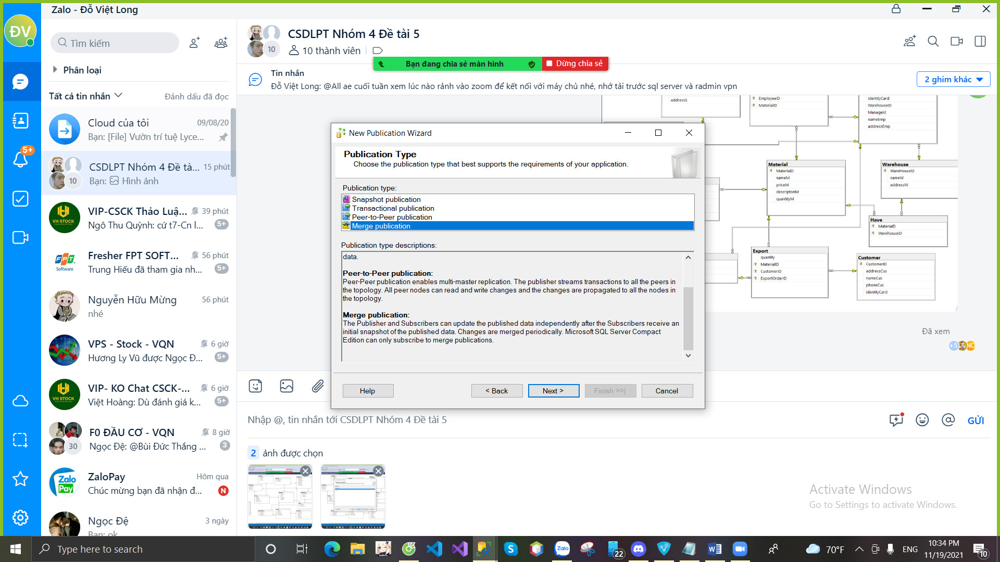 Zalo - Đỗ Việt Long
ĐV
Tìm kiếm
Phân loại
Tất cả tin nhắn
Đánh dấu đã đọc
Cloud của tôi
09/08/20
Bạn: [File] Vườn trí tuệ Lyce...
5+
CSDLPT Nhóm 4 Đề tà...
15 phút
10
Bạn: Hình ảnh
VH STOCK
VIP-CSCK Thảo Luậ...
39 phút
Ngô Thu Quỳnh: cứ t7-Cn l...
5+
FPT
Software
Fresher FPT SOFT...
56 phút
Trung Hiếu đã tham gia nh...
5+
Nguyễn Hữu Mừng
56 phút
nhé
VPS - Stock - VQN
6 giờ
Hương Ly Vũ được Ngọc Đ...
5+
VH STOCK
VIP- KO Chat CSCK-...
6 giờ
Việt Hoàng: Dù đánh giá k...
5+
F0 ĐẦU CƠ - VQN
8 giờ
30
Ngọc Đệ: @Bùi Đức Thắng ...
3
Zalo
Pay
ZaloPay
Hôm qua
Chúc mừng bạn đã nhận đ...
N
Ngọc Đệ
3 ngày
Bạn: ok
CSDLPT Nhóm 4 Đề tài 5
10
10 thành viên
Bạn đang chia sẻ màn hình
Dừng chia sẻ
Tin nhắn
Đỗ Việt Long: @All ae cuối tuần xem lúc nào rảnh vào zoom để kết nối với máy chủ nhé, nhớ tải trước sql server và radmin vpn
2 ghim khác
addressS
EmployeeID
MaterialID
identityCard
WarehouseID
ManageId
nameEmp
addressEmp
Material
MaterialID
nameM
priceM
descriptonM
quantityM
Warehouse
WareHouseID
nameW
addressW
Have
MaterialID
WarehouseID
Export
quantity
MaterialID
CustomerID
ExportOrderID
Customer
CustomerID
addressCus
nameCus
phoneCus
identityCard
Đã xem
+5
NC
New Publication Wizard
Publication Type
Choose the publication type that best supports the requirements of your application.
Publication type:
Snapshot publication
Transactional publication
Peer-to-Peer publication
Merge publication
Publication type descriptions:
data.
Peer-to-Peer publication:
Peer-Peer publication enables multi-master replication. The publisher streams transactions to all the peers in
the topology. All peer nodes can read and write changes and the changes are propagated to all the nodes in
the topology.
Merge publication:
The Publisher and Subscribers can update the published data independently after the Subscribers receive an
initial snapshot of the published data. Changes are merged periodically. Microsoft SQL Server Compact
Edition can only subscribe to merge publications.
Help
< Back
Next >
Finish >>|
Cancel
Nhập @, tin nhắn tới CSDLPT Nhóm 4 Đề tài 5
GỬI
2 ảnh được chọn
Activate Windows
Go to Settings to activate Windows.
Type here to search
Zalo
22
70°F
ENG
10:34 PM
11/19/2021
10